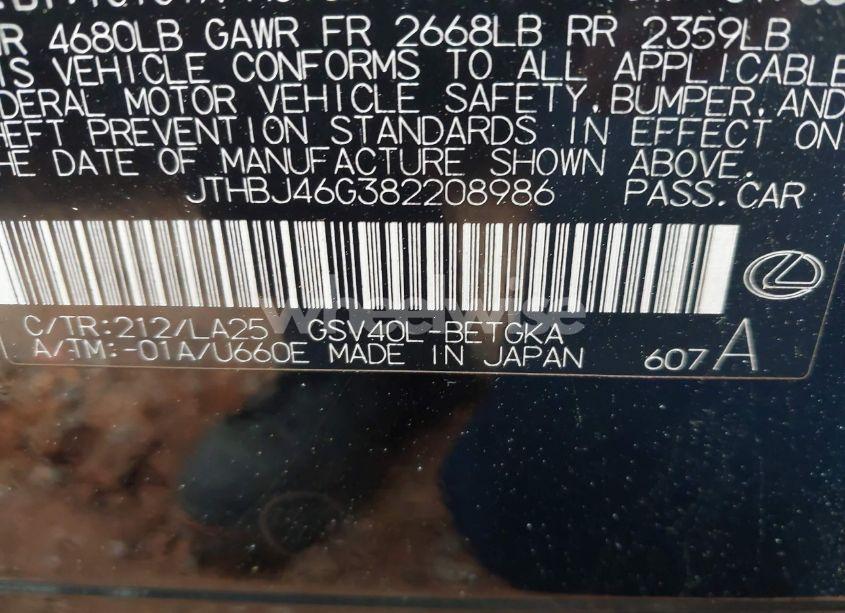 R 4680LB GAWR FR 2668LB RR 2359LB
IS VEHICLE CONFORMS TO ALL APPLICABLE
DERAL MOTOR VEHICLE SAFETY,BUMPER,AND
HEFT PREVENTION STANDARDS IN EFFECT ON
HE DATE OF MANUFACTURE SHOWN ABOVE.
JTHBJ46G382208986 PASS.CAR
wheelwise
C/TR:212/LA25 GSV40L-BETGKA
A/TM:-01A/U660E MADE IN JAPAN 607 A